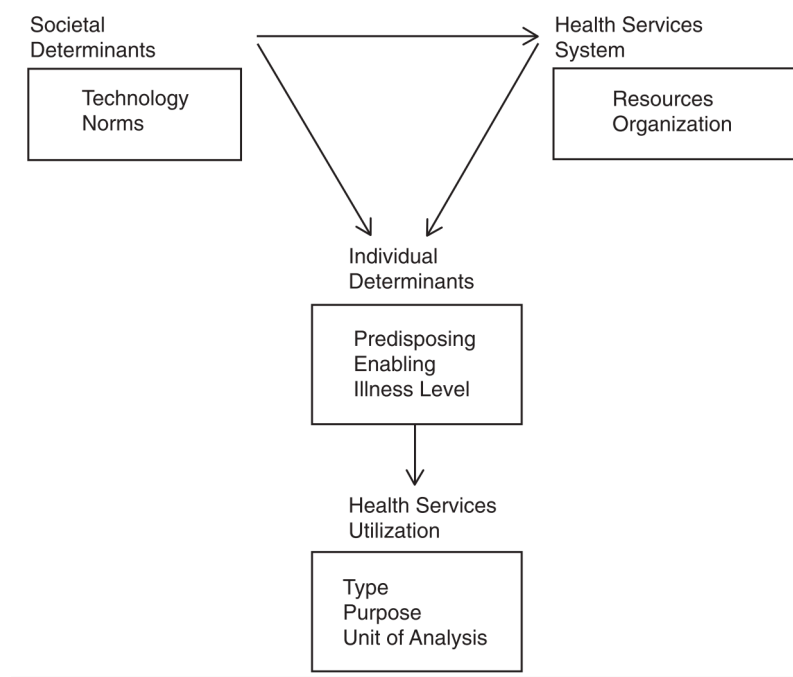 Societal
Determinants
Technology
Norms
Health Services
System
Resources
Organization
Individual
Determinants
Predisposing
Enabling
Illness Level
Health Services
Utilization
Type
Purpose
Unit of Analysis